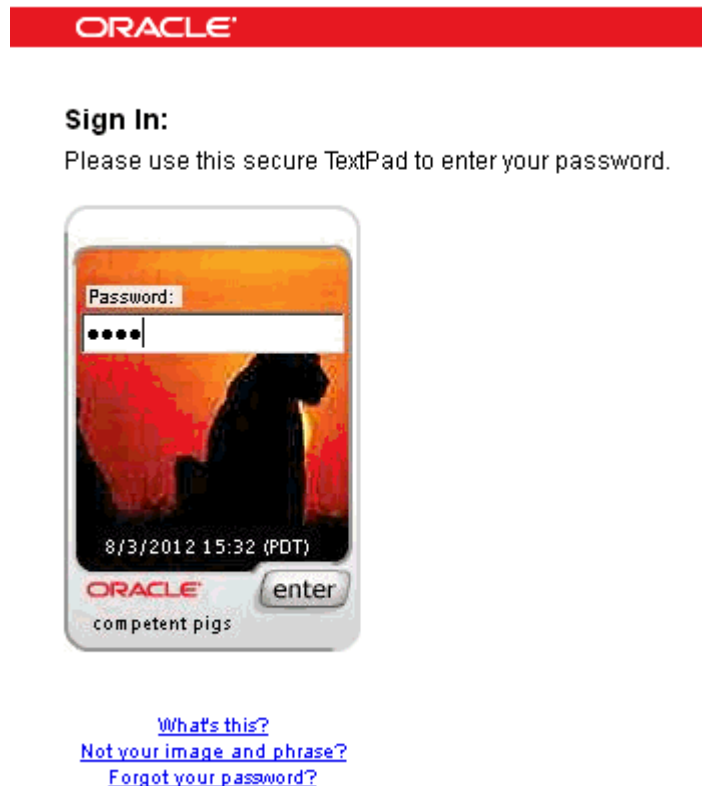 ORACLE
Sign In:
Please use this secure TextPad to enter your password.
Password:
••••
8/3/2012 15:32 (PDT)
ORACLE
enter
competent pigs
What's this?
Not your image and phrase?
Forgot your password?